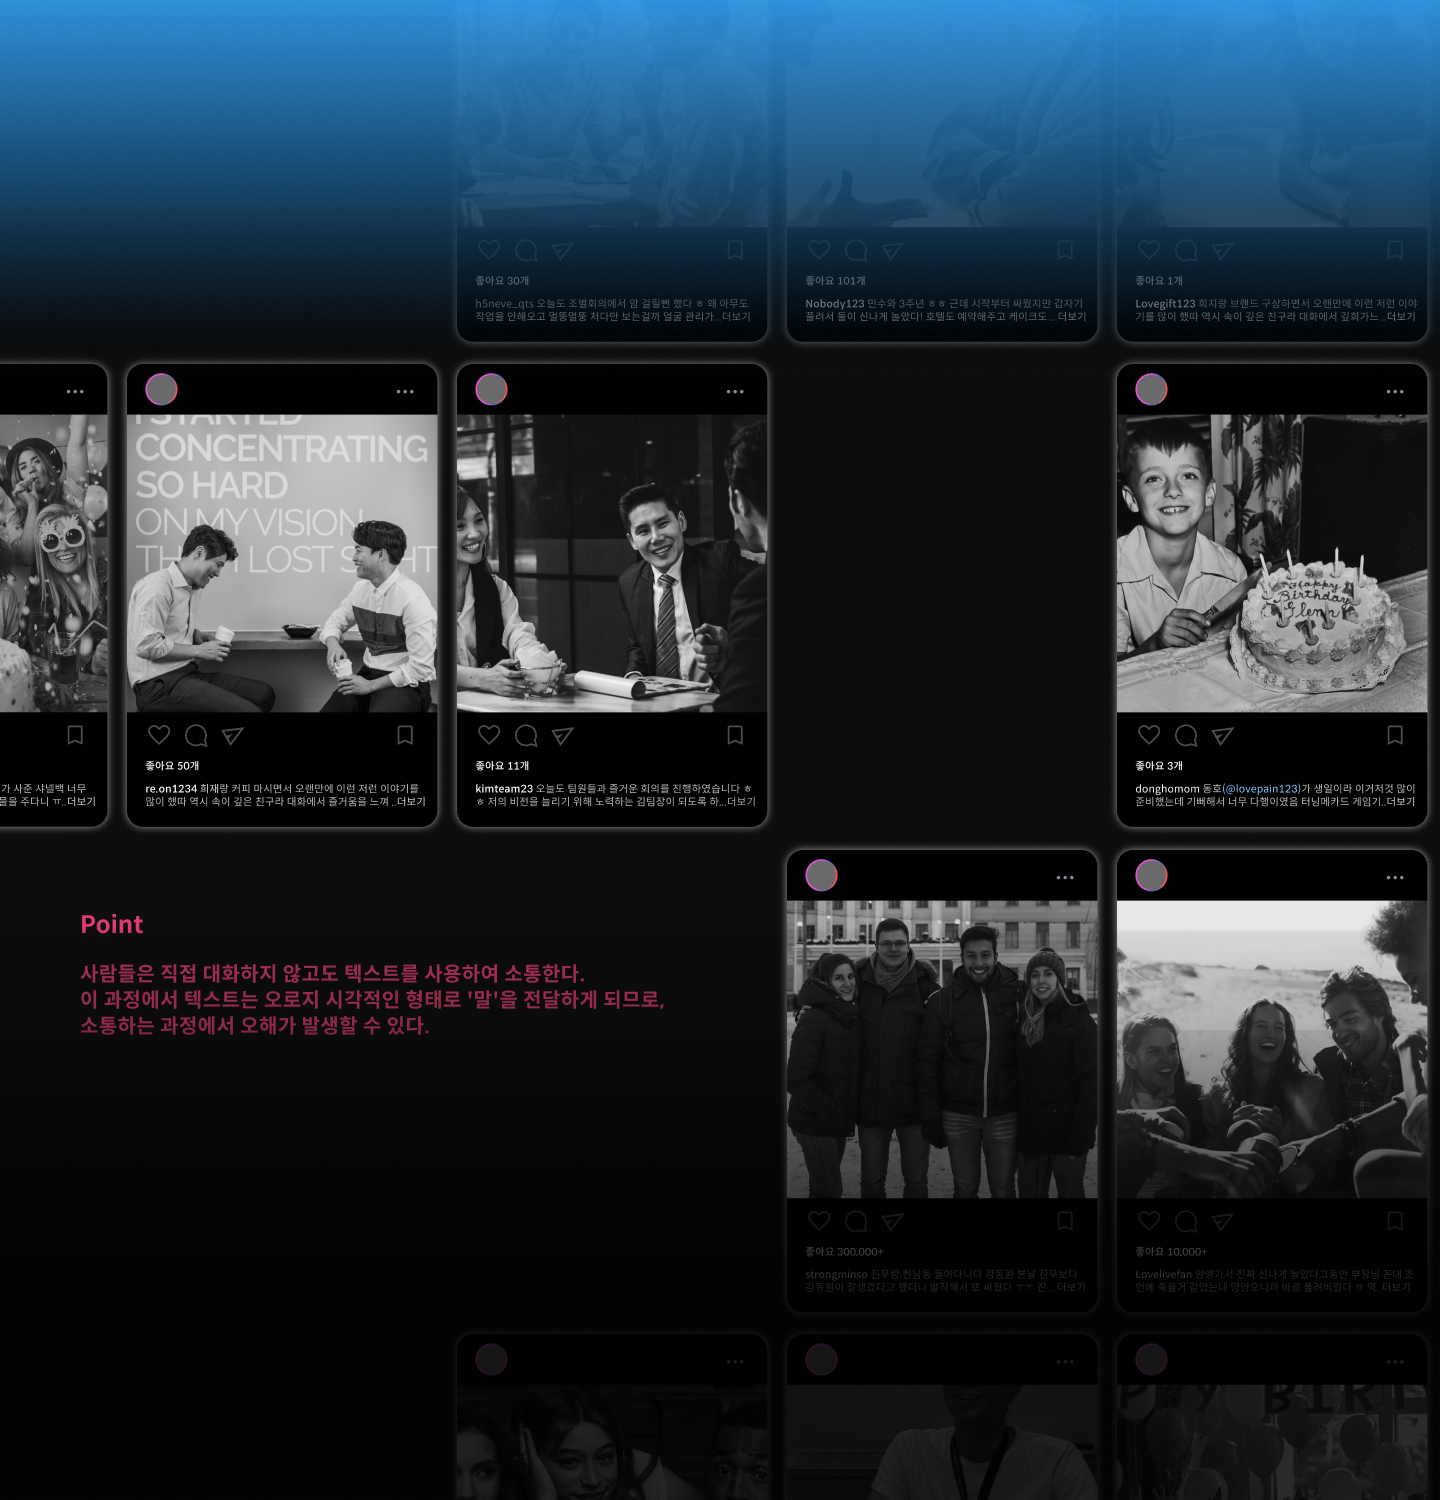 좋아요 30개
h5neve_qts 오늘도 조별회의에서 암 걸릴뻔 했다 ㅎ 왜 아무도
작업을 안해오고 멀뚱멀뚱 처다만 보는걸까 얼굴 관리가...더보기
좋아요 101개
Nobody123 민수와 3주년 ㅎㅎ 근데 시작부터 싸웠지만 갑자기
풀려서 둘이 신나게 놀았다! 호텔도 예약해주고 케이크도 ...더보기
좋아요 1개
Lovegift123 희지랑 브랜드 구상하면서 오랜만에 이런 저런 이야
기를 많이 했따 역시 속이 깊은 친구라 대화에서 깊희가느 ..더보기
가 사준 샤넬백 너무
물을 주다니 ㅠ..더보기
I STARTED
CONCENTRATING
SO HARD
ON MY VISION
LOST
좋아요 50개
re.on1234 희재랑 커피 마시면서 오랜만에 이런 저런 이야기를
많이 했따 역시 속이 깊은 친구라 대화에서 즐거움을 느껴 ..더보기
좋아요 11개
kimteam23 오늘도 팀원들과 즐거운 회의를 진행하였습니다 ㅎ
ㅎ 저의 비전을 늘리기 위해 노력하는 김팀장이 되도록 하...더보기
Happy
Birthday
Glenn
좋아요 3개
donghomom 동호(@lovepain123)가 생일이라 이거저것 많이
준비했는데 기뻐해서 너무 다행이였음 터닝메카드 게임기..더보기
Point
사람들은 직접 대화하지 않고도 텍스트를 사용하여 소통한다.
이 과정에서 텍스트는 오로지 시각적인 형태로 '말'을 전달하게 되므로,
소통하는 과정에서 오해가 발생할 수 있다.
좋아요 300,000+
strongminso 진우랑 한남동 돌아다니다 강동원 본날 진우보다
강동원이 잘생겼다고 했더니 발작해서 또 싸웠다 ㅜㅜ 진 ...더보기
좋아요 10,000+
Lovelivefan 양양가서 진짜 신나게 놀았다그동안 부장님 꼰대 조
언에 죽을거 같았는데 양양오니까 바로 풀려버렸다 ㅠ 역..더보기
BIRT